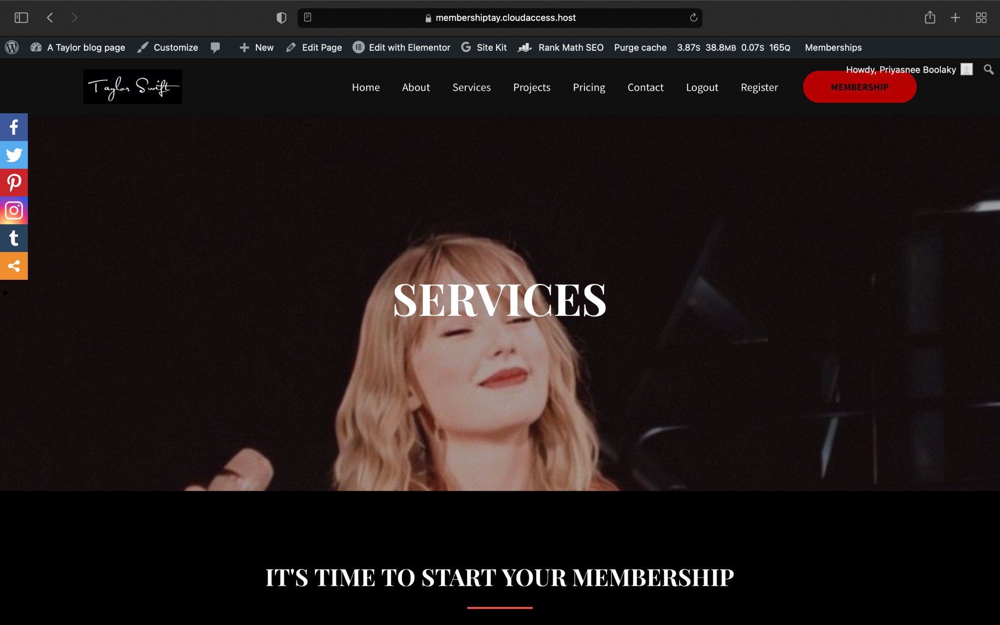 membershiptay.cloudaccess.host
A Taylor blog page Customize New Edit Page Edit with Elementor Site Kit Rank Math SEO Purge cache 3.87S 38.8MB 0.07S 165Q Memberships
Howdy, Priyasnee Boolaky
Taylor Swift
Home About Services Projects Pricing Contact Logout Register MEMBERSHIP
SERVICES
IT'S TIME TO START YOUR MEMBERSHIP